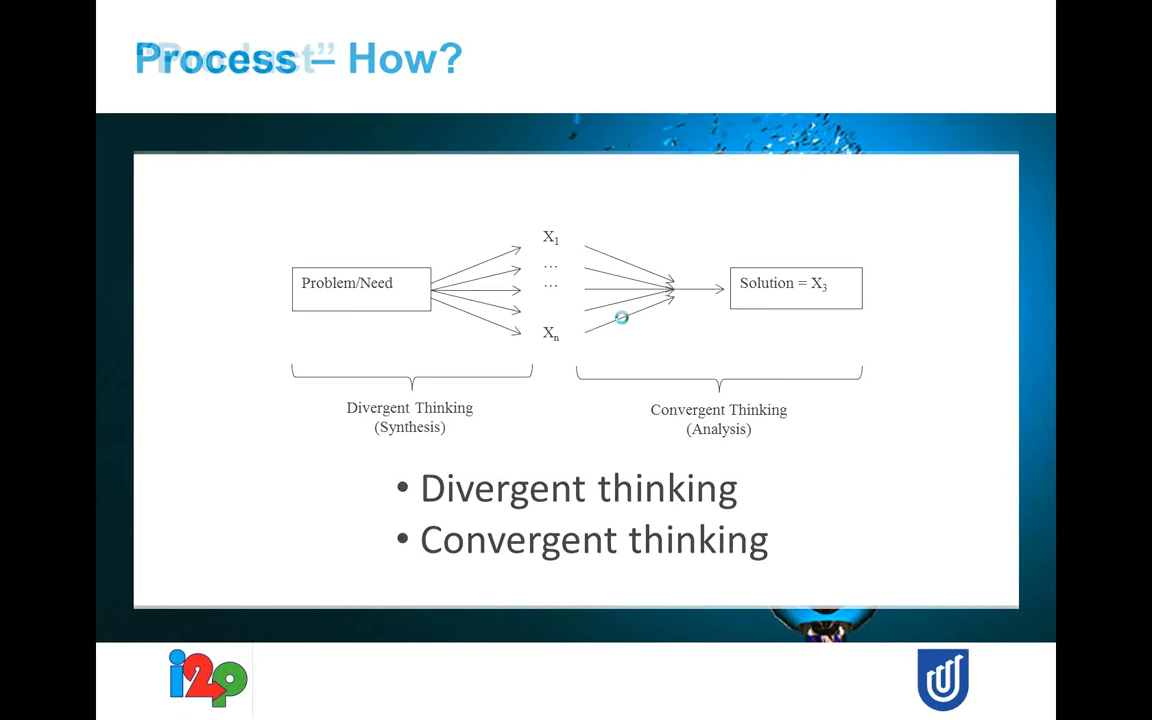 Process – How?
"Product"
X1
Problem/Need
...
...
Solution = X3
Xn
Divergent Thinking
(Synthesis)
Convergent Thinking
(Analysis)
• Divergent thinking
• Convergent thinking
i2p